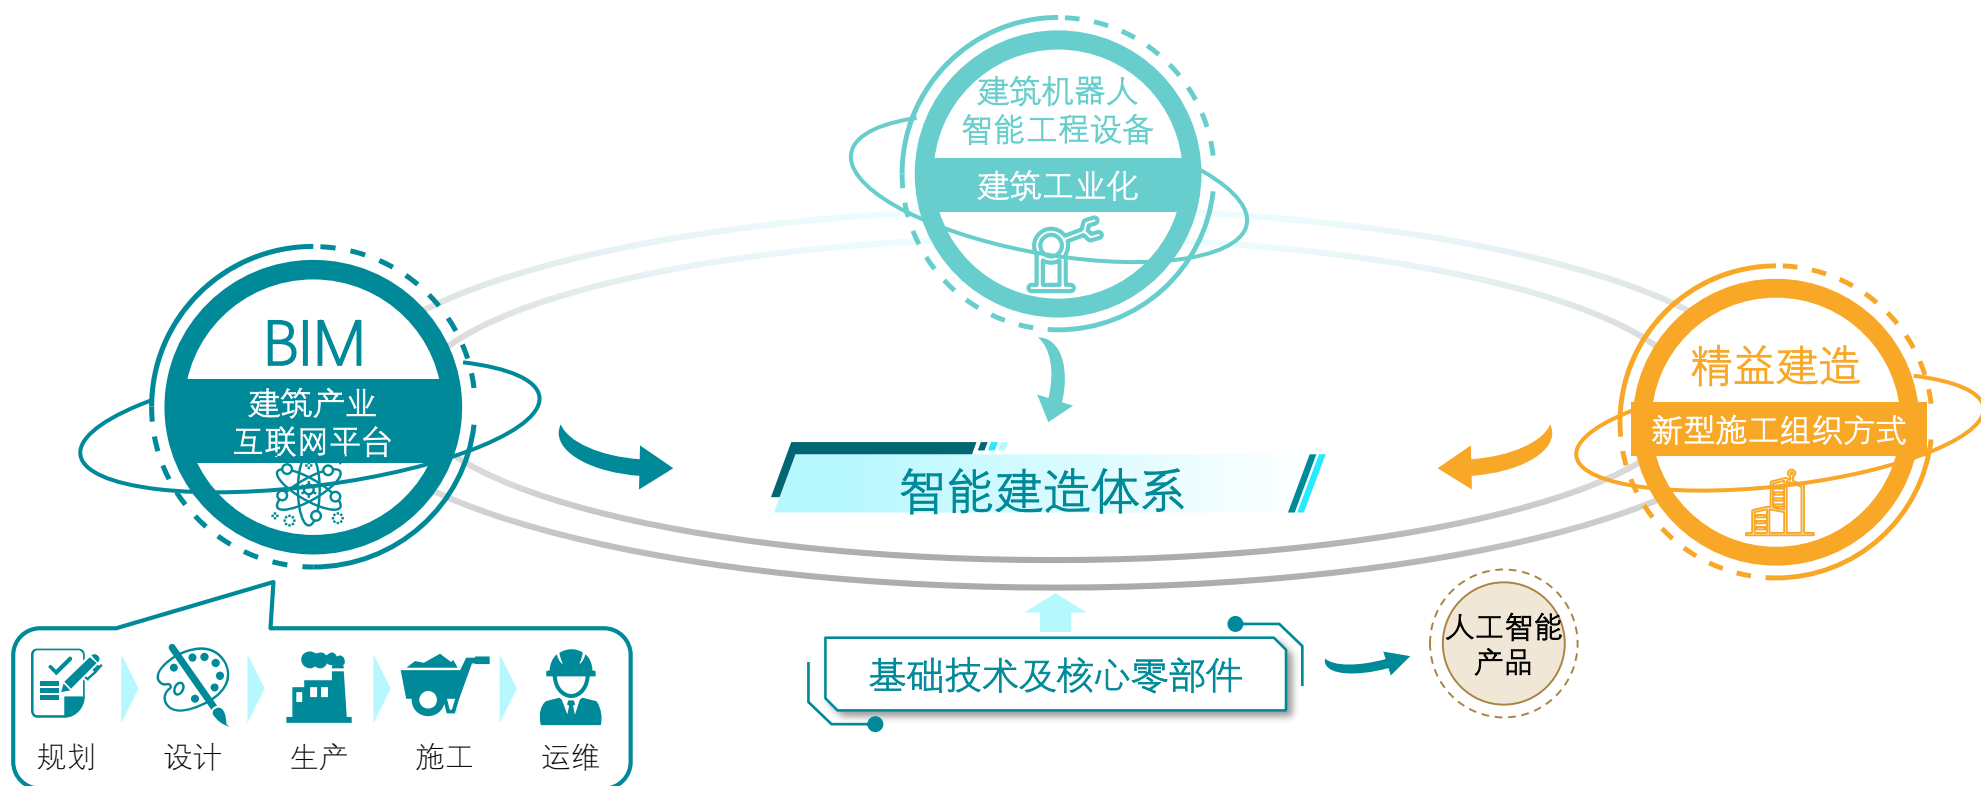 建筑机器人
智能工程设备
建筑工业化
BIM
建筑产业
互联网平台
精益建造
新型施工组织方式
智能建造体系
基础技术及核心零部件
人工智能
产品
规划
设计
生产
施工
运维